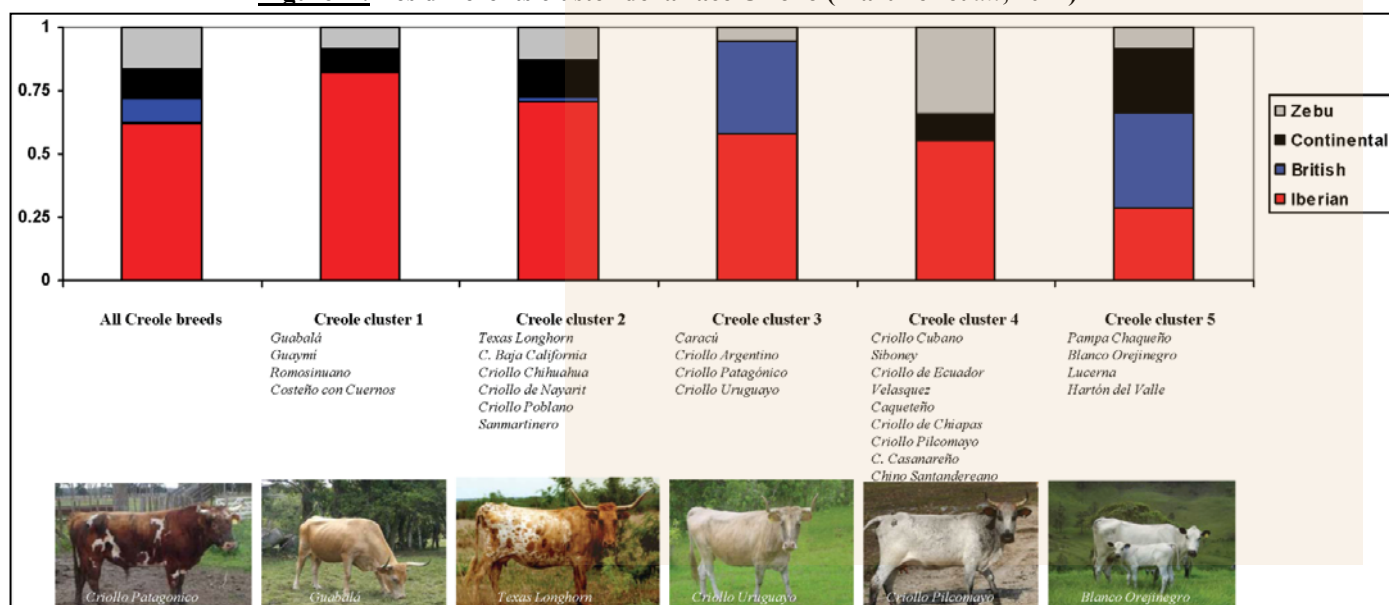 1
0.75
0.5
0.25
0
Zebu
Continental
British
Iberian
All Creole breeds
Creole cluster 1
Guabalá
Guaymí
Romosinuano
Costeño con Cuernos
Creole cluster 2
Texas Longhorn
C. Baja California
Criollo Chihuahua
Criollo de Nayarit
Criollo Poblano
Sanmartinero
Creole cluster 3
Caracú
Criollo Argentino
Criollo Patagónico
Criollo Uruguayo
Creole cluster 4
Criollo Cubano
Siboney
Criollo de Ecuador
Velasquez
Caqueteño
Criollo de Chiapas
Criollo Pilcomayo
C. Casanareño
Chino Santandereano
Creole cluster 5
Pampa Chaqueño
Blanco Orejinegro
Lucerna
Hartón del Valle
Criollo Patagonico
Guabalá
Texas Longhorn
Criollo Uruguayo
Criollo Pilcomayo
Blanco Orejinegro